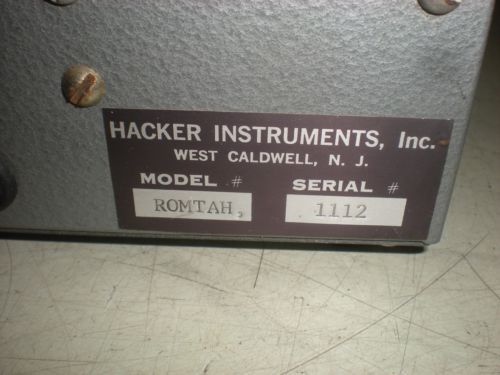 HACKER INSTRUMENTS, Inc.
WEST CALDWELL, N. J.
MODEL # SERIAL #
ROMTAH, 1112